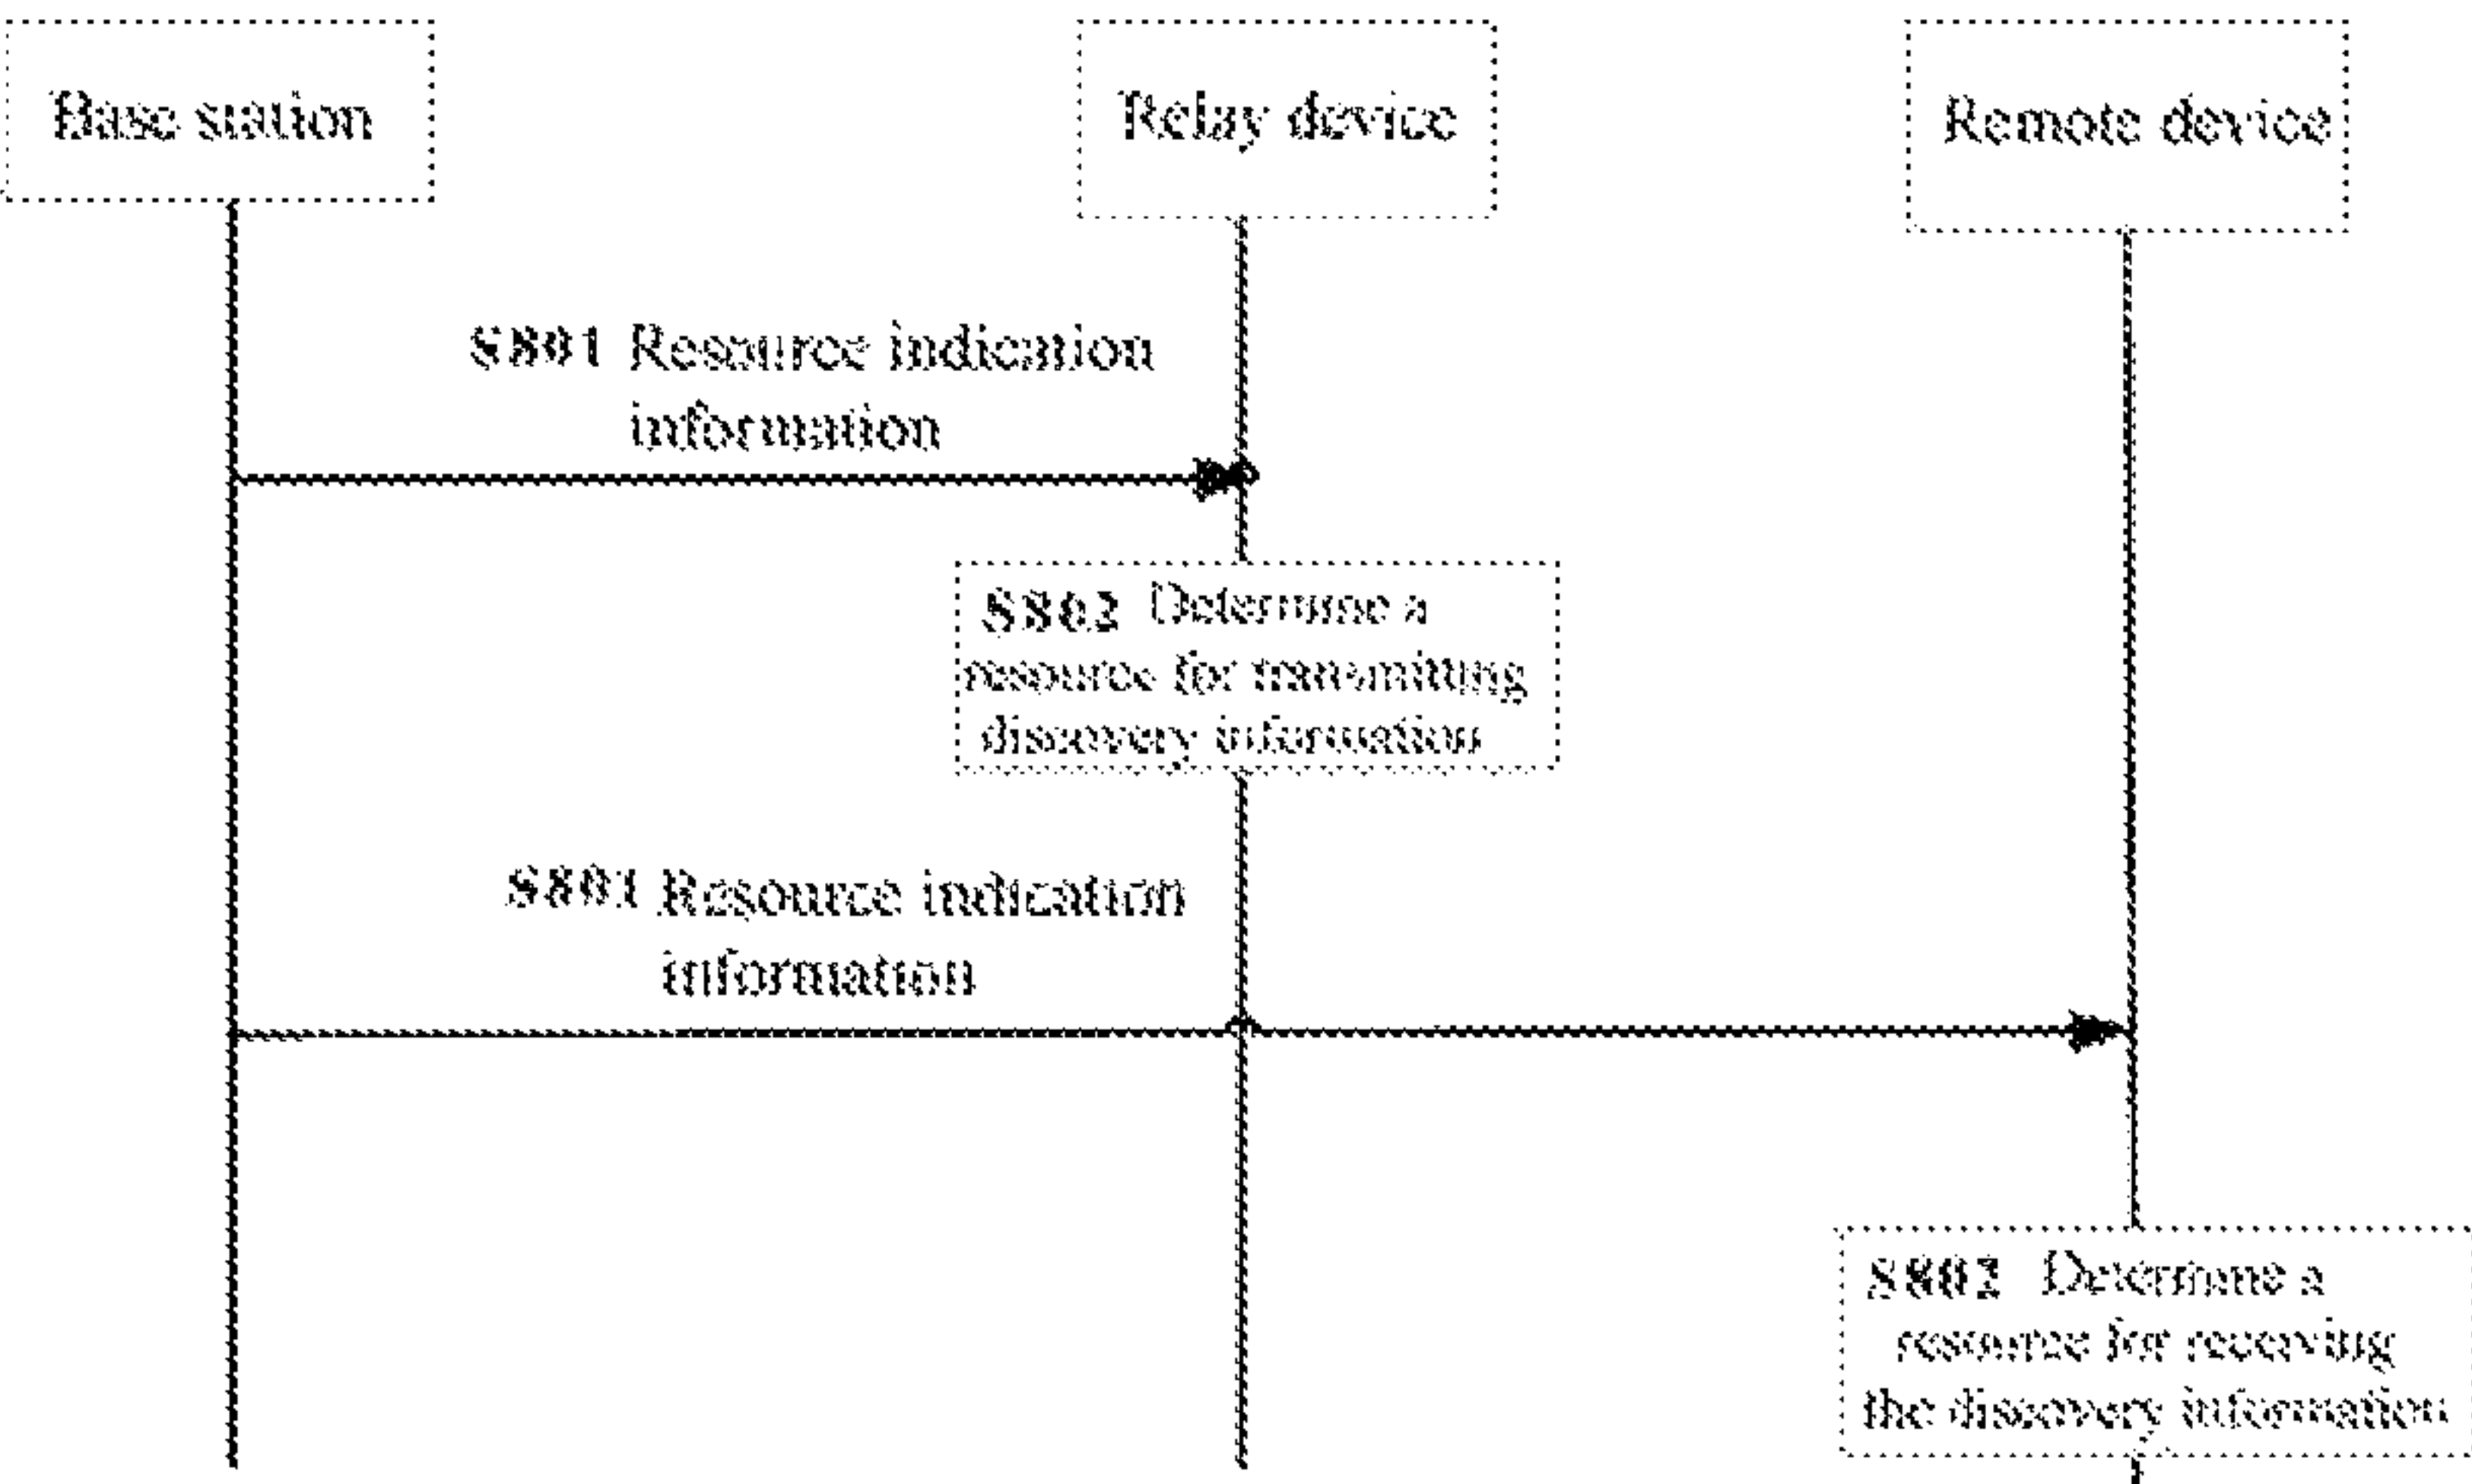 Base station
Relay device
Remote device
S801 Resource indication
information
S802 Determine a
resource for transmitting
discovery information
S801 Resource indication
information
S802 Determine a
resource for receiving
the discovery information